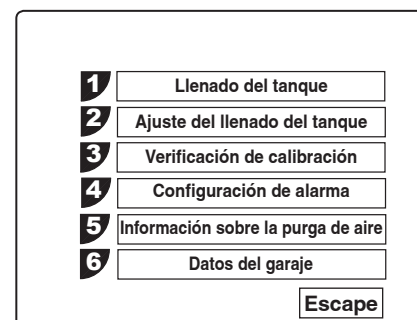 1 Llenado del tanque
2 Ajuste del llenado del tanque
3 Verificación de calibración
4 Configuración de alarma
5 Información sobre la purga de aire
6 Datos del garaje
Escape